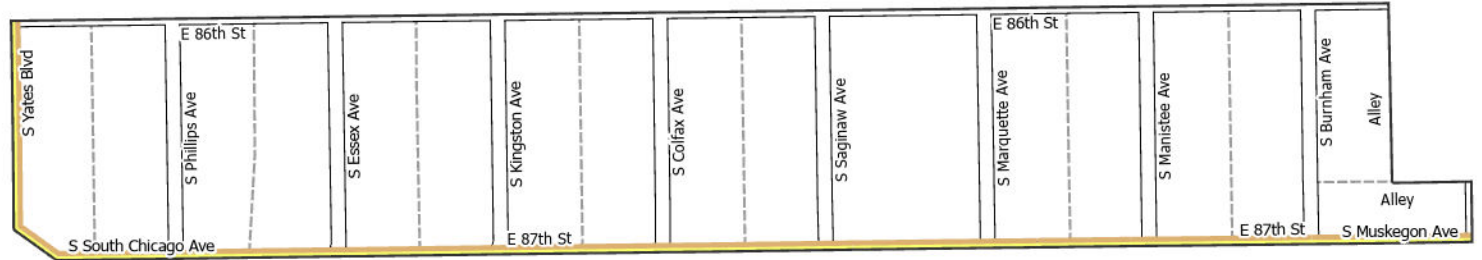 E 86th St
E 86th St
S Yates Blvd
S Phillips Ave
S Essex Ave
S Kingston Ave
S Colfax Ave
S Saginaw Ave
S Marquette Ave
S Manistee Ave
S Burnham Ave
Alley
Alley
S South Chicago Ave
E 87th St
E 87th St
S Muskegon Ave